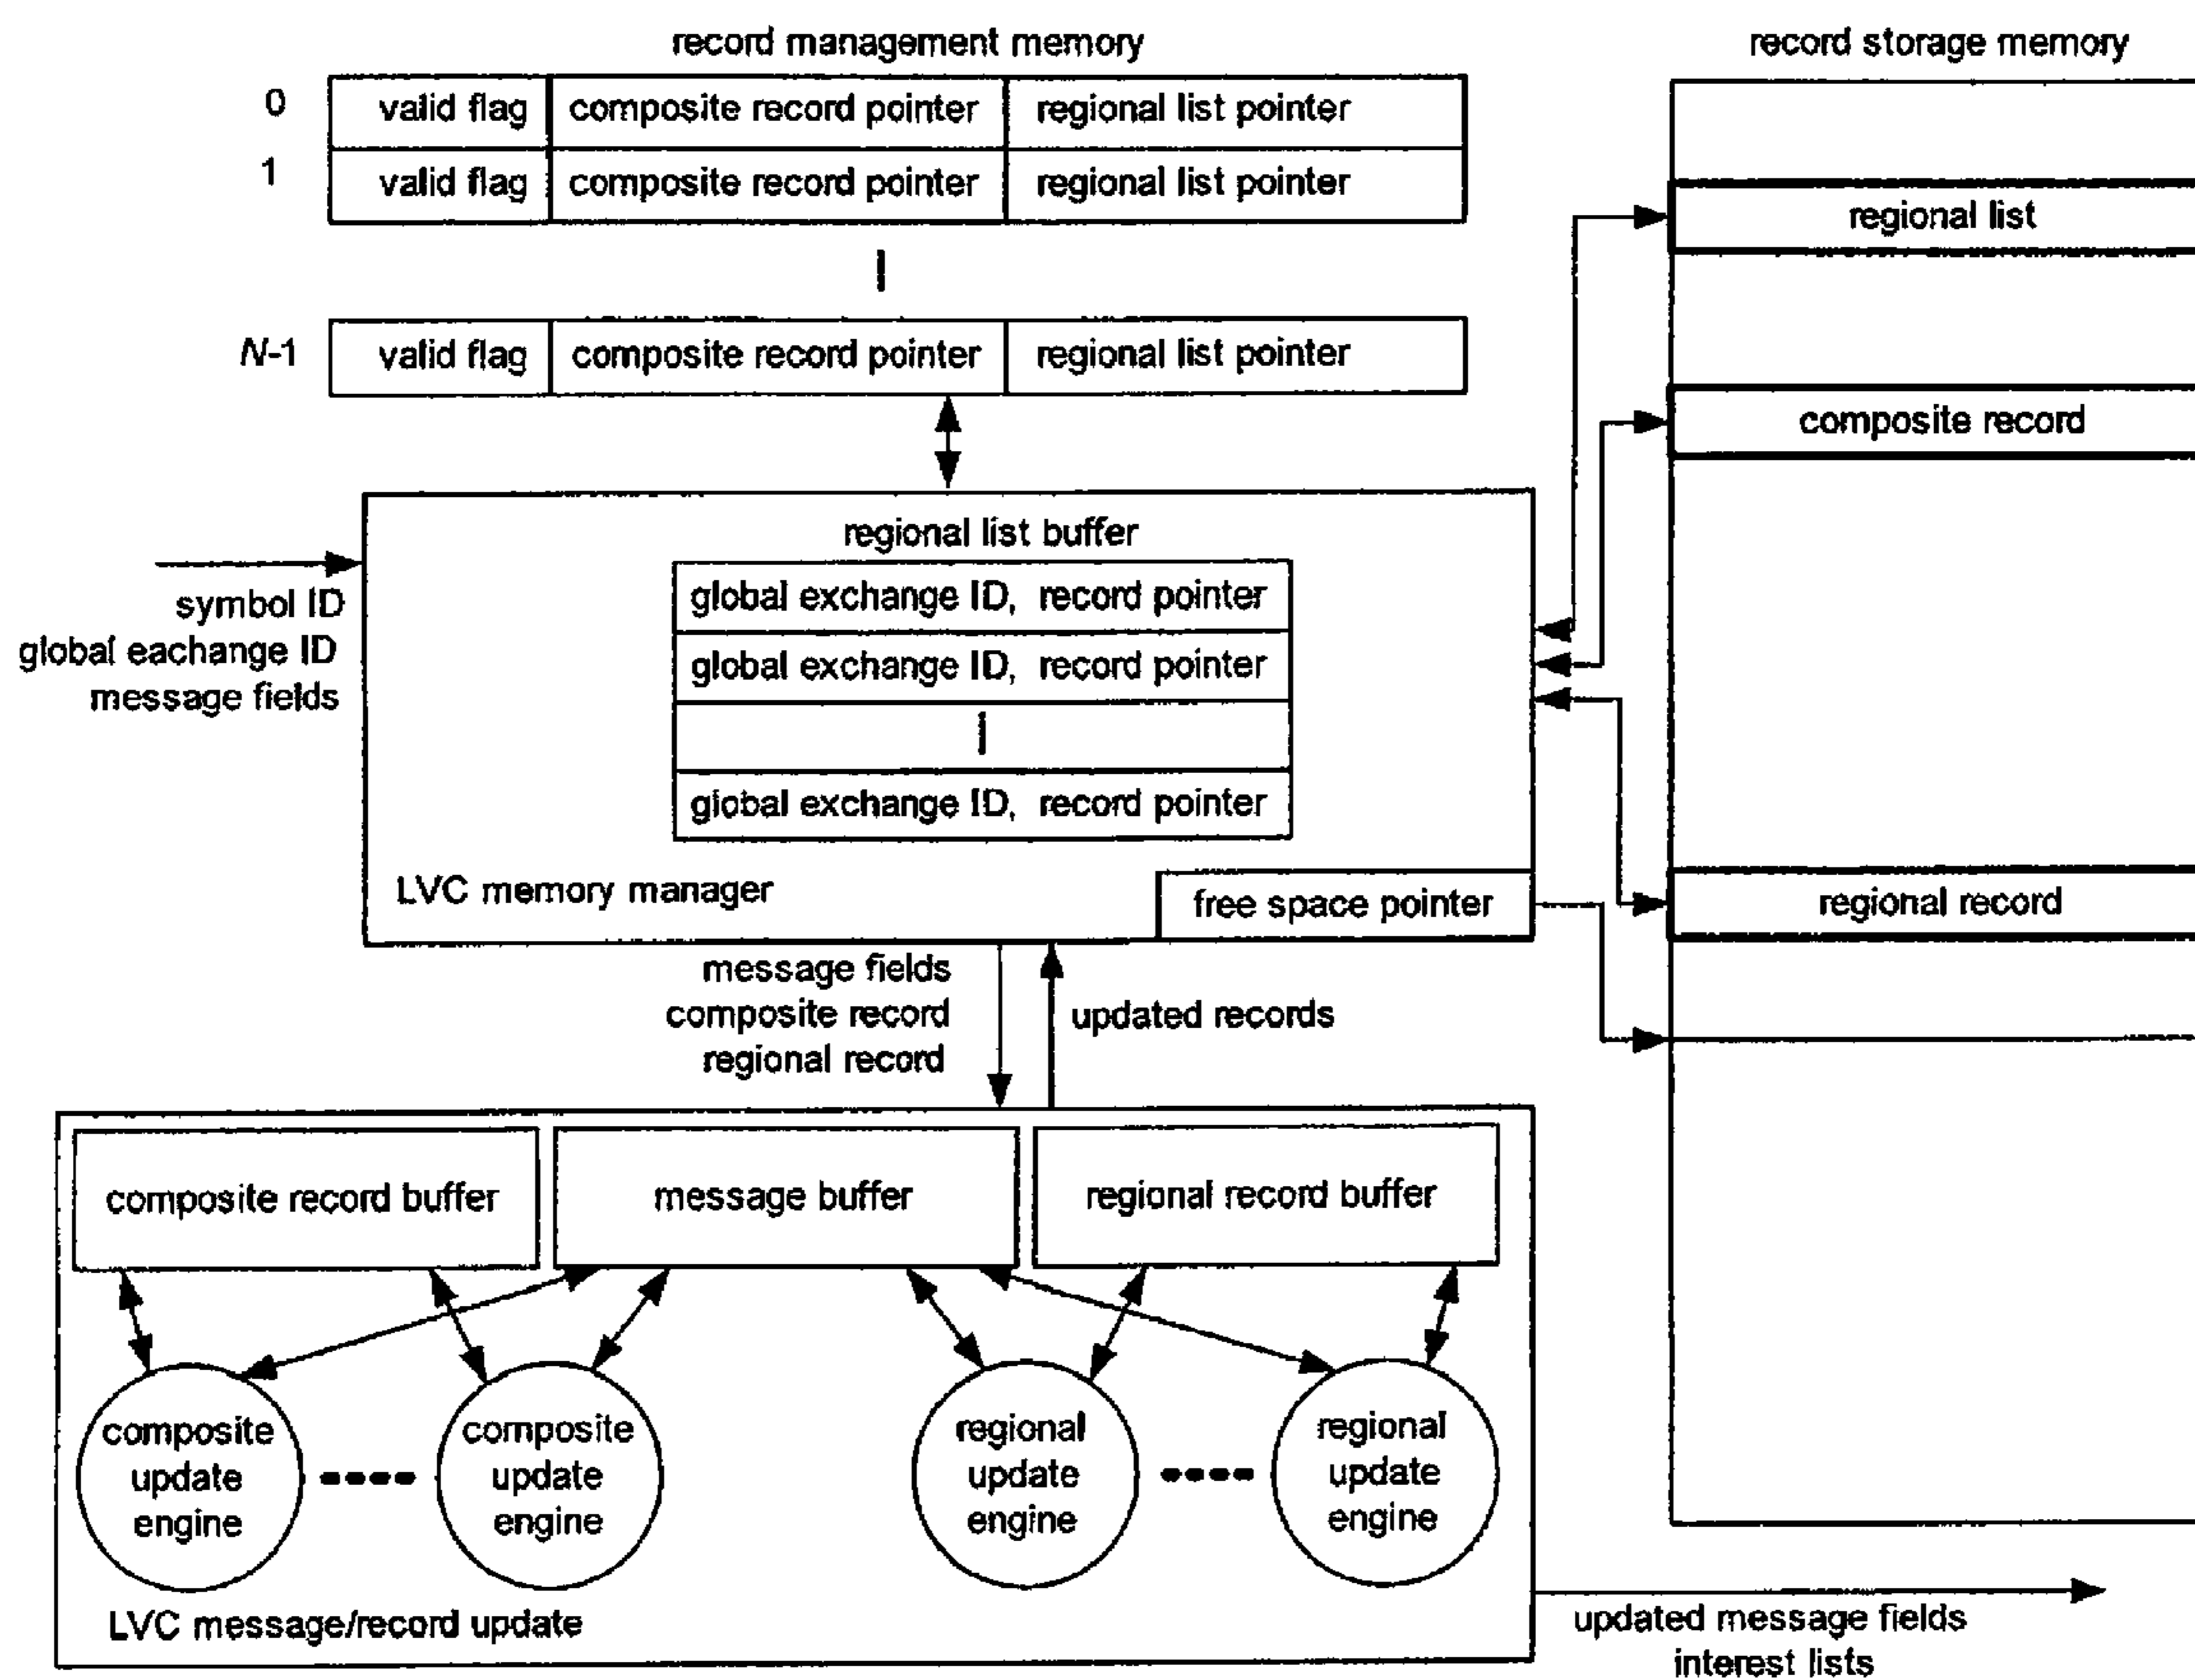 record management memory
record storage memory
0
valid flag
composite record pointer
regional list pointer
1
valid flag
composite record pointer
regional list pointer
N-1
valid flag
composite record pointer
regional list pointer
regional list
composite record
regional record
symbol ID
global eachange ID
message fields
regional list buffer
global exchange ID, record pointer
global exchange ID, record pointer
global exchange ID, record pointer
LVC memory manager
free space pointer
message fields
composite record
regional record
updated records
composite record buffer
message buffer
regional record buffer
composite
update
engine
composite
update
engine
regional
update
engine
regional
update
engine
LVC message/record update
updated message fields
interest lists